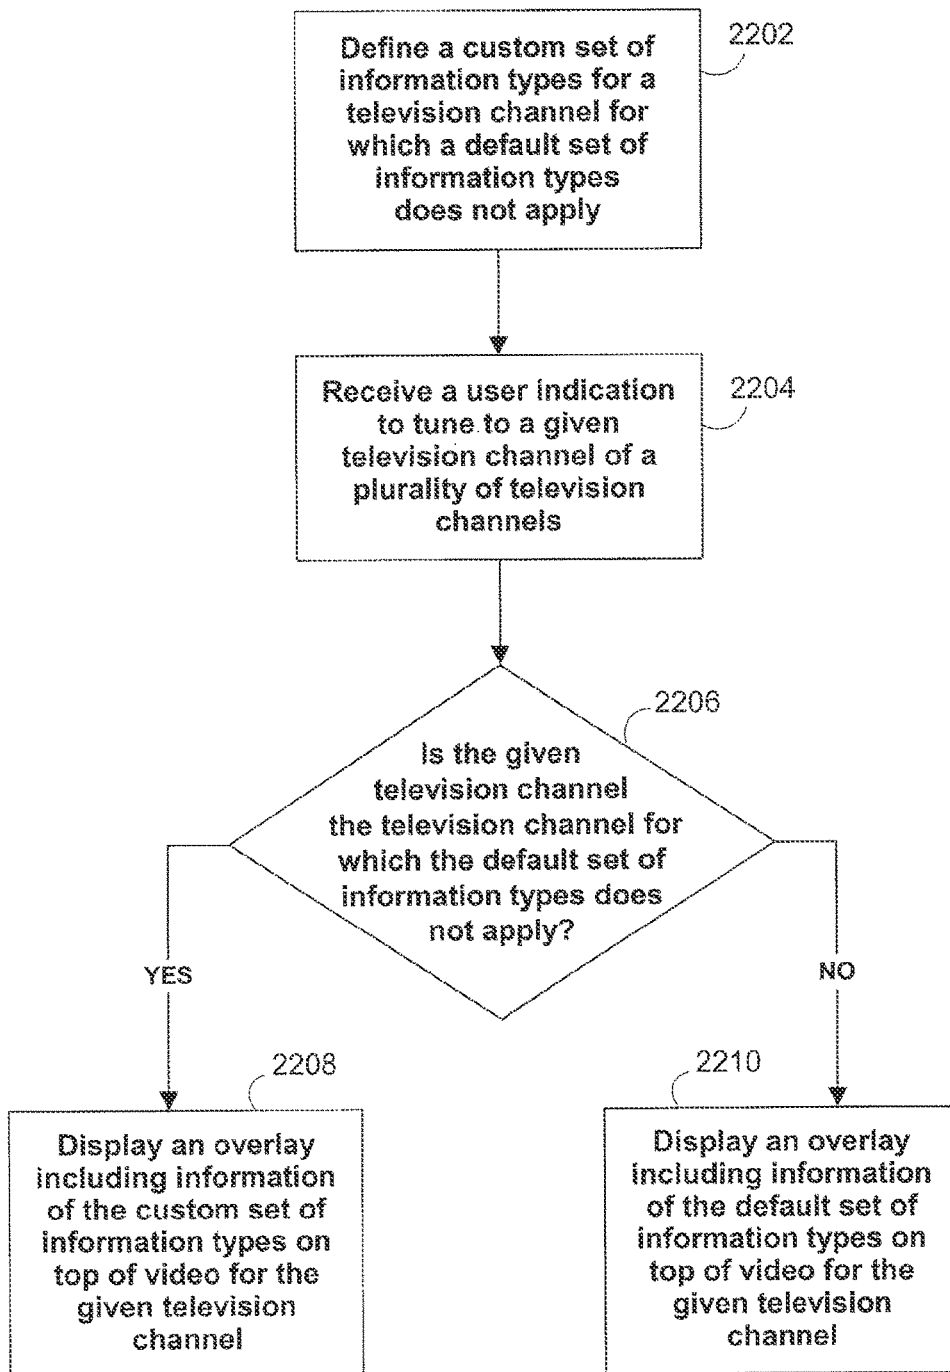 2202
Define a custom set of
information types for a
television channel for
which a default set of
information types
does not apply
2204
Receive a user indication
to tune to a given
television channel of a
plurality of television
channels
2206
Is the given
television channel
the television channel for
which the default set of
information types does
not apply?
YES
NO
2208
Display an overlay
including information
of the custom set of
information types on
top of video for the
given television
channel
2210
Display an overlay
including information
of the default set of
information types on
top of video for the
given television
channel